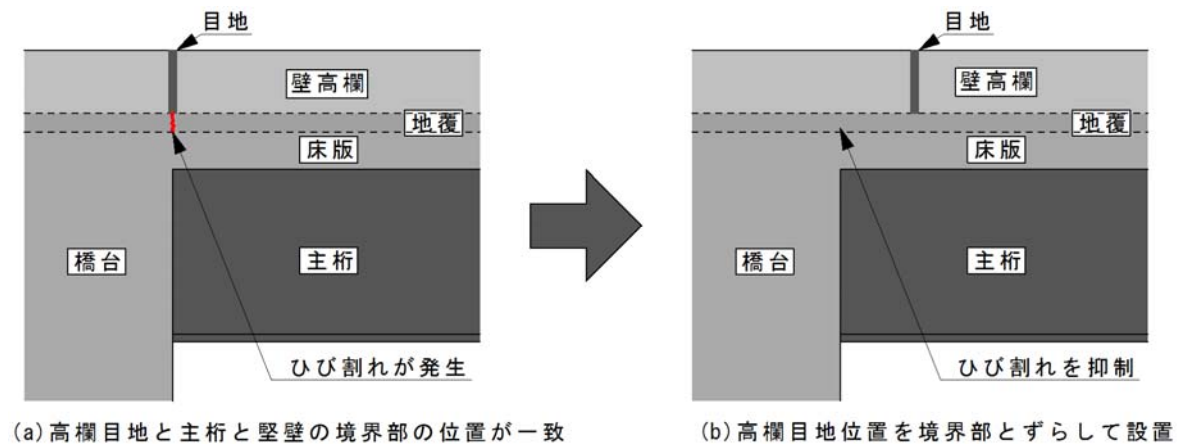 目地
壁高欄
地覆
床版
橋台
主桁
ひび割れが発生
(a)高欄目地と主桁と竪壁の境界部の位置が一致
目地
壁高欄
地覆
床版
橋台
主桁
ひび割れを抑制
(b)高欄目地位置を境界部とずらして設置